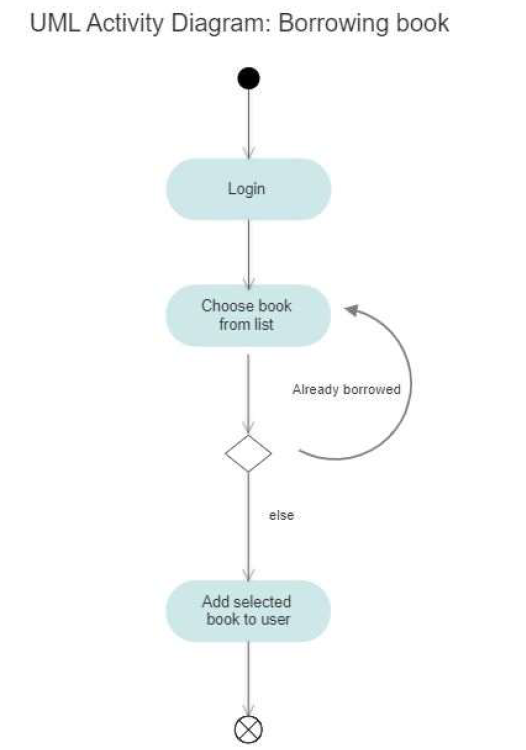 UML Activity Diagram: Borrowing book
Login
Choose book
from list
Already borrowed
else
Add selected
book to user